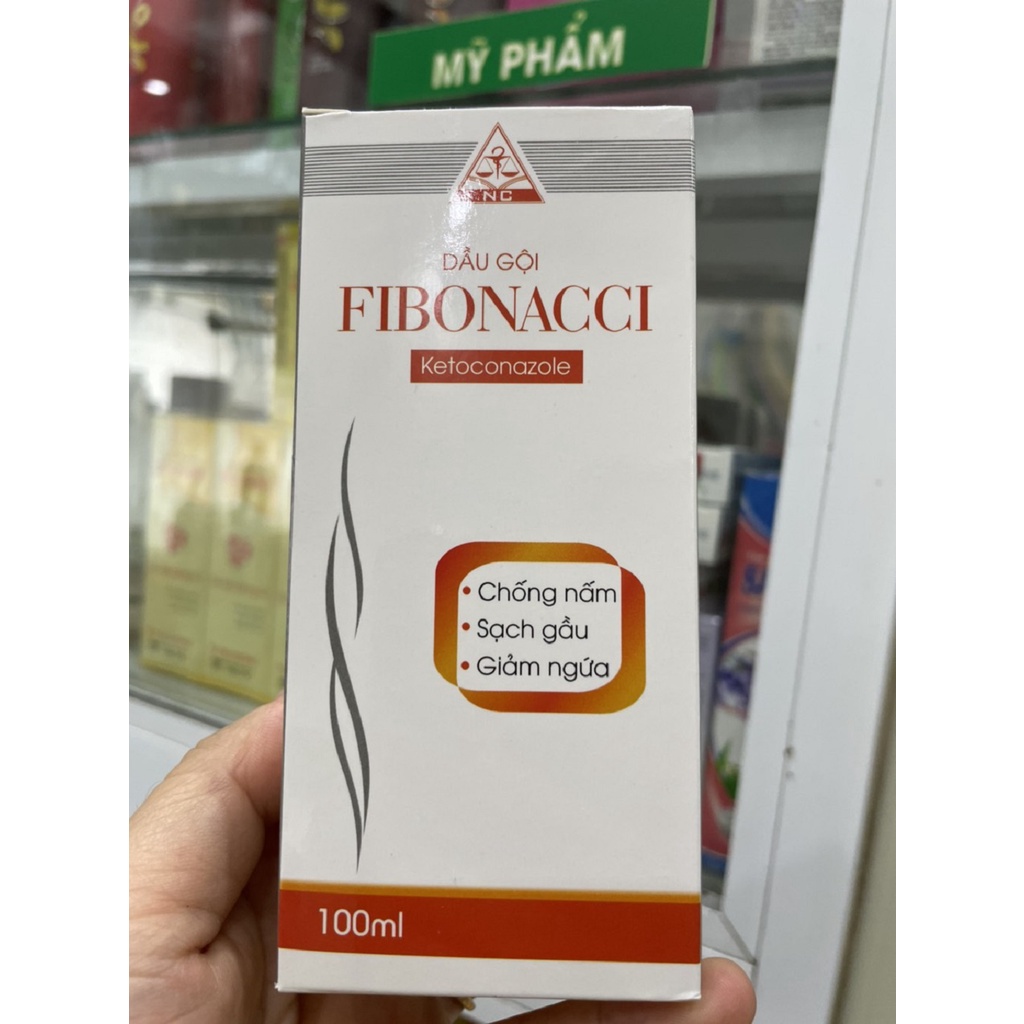 MỸ PHẨM
NC
DẦU GỘI
FIBONACCI
Ketoconazole
• Chống nấm
• Sạch gầu
• Giảm ngứa
100ml